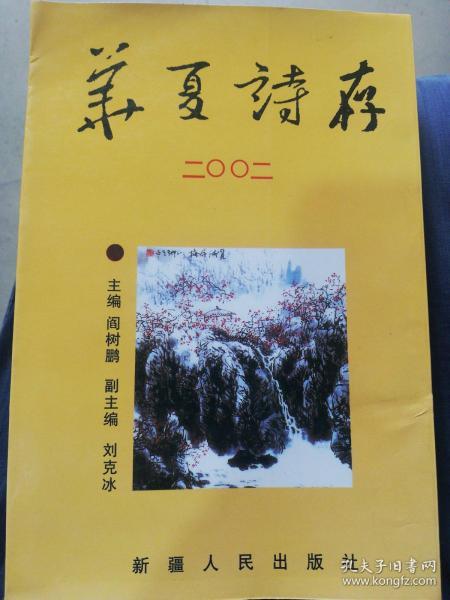 華夏詩存
二〇〇二
主编 阎树鹏 副主编 刘克冰
新疆人民出版社
孔夫子旧书网
www.kongfz.com